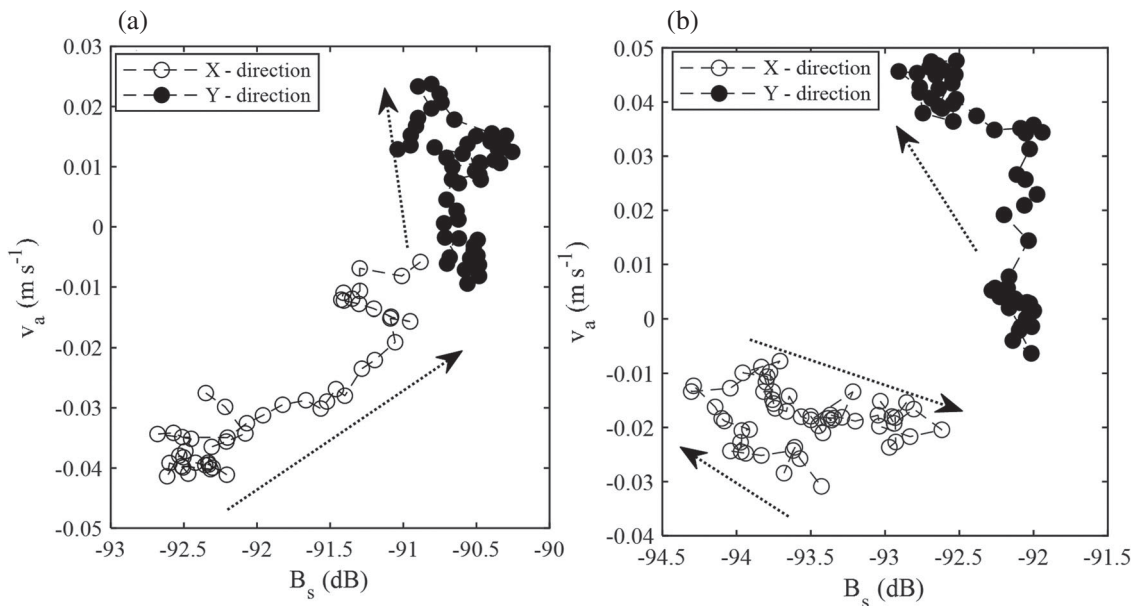 (a)
X - direction
Y - direction
0.03
0.02
0.01
0
-0.01
-0.02
-0.03
-0.04
-0.05
v_a (m s⁻¹)
-93 -92.5 -92 -91.5 -91 -90.5 -90
B_s (dB)
(b)
X - direction
Y - direction
0.05
0.04
0.03
0.02
0.01
0
-0.01
-0.02
-0.03
-0.04
v_a (m s⁻¹)
-94.5 -94 -93.5 -93 -92.5 -92 -91.5
B_s (dB)